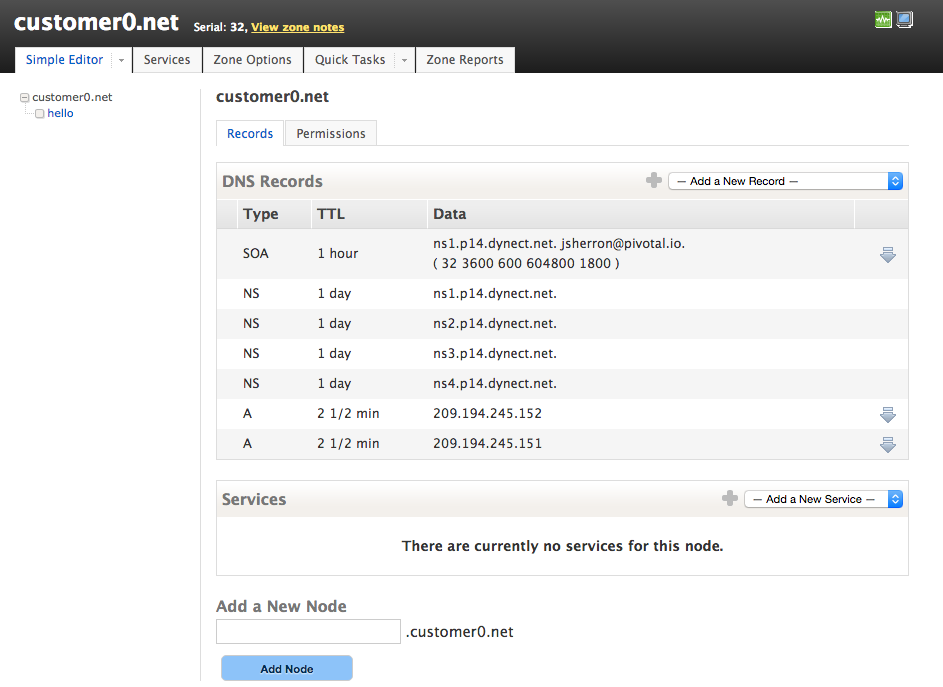 customer0.net Serial: 32, View zone notes
Simple Editor Services Zone Options Quick Tasks Zone Reports
customer0.net
hello
customer0.net
Records Permissions
DNS Records — Add a New Record —
Type TTL Data
SOA 1 hour ns1.p14.dynect.net. jsherron@pivotal.io.
( 32 3600 600 604800 1800 )
NS 1 day ns1.p14.dynect.net.
NS 1 day ns2.p14.dynect.net.
NS 1 day ns3.p14.dynect.net.
NS 1 day ns4.p14.dynect.net.
A 2 1/2 min 209.194.245.152
A 2 1/2 min 209.194.245.151
Services — Add a New Service —
There are currently no services for this node.
Add a New Node
.customer0.net
Add Node